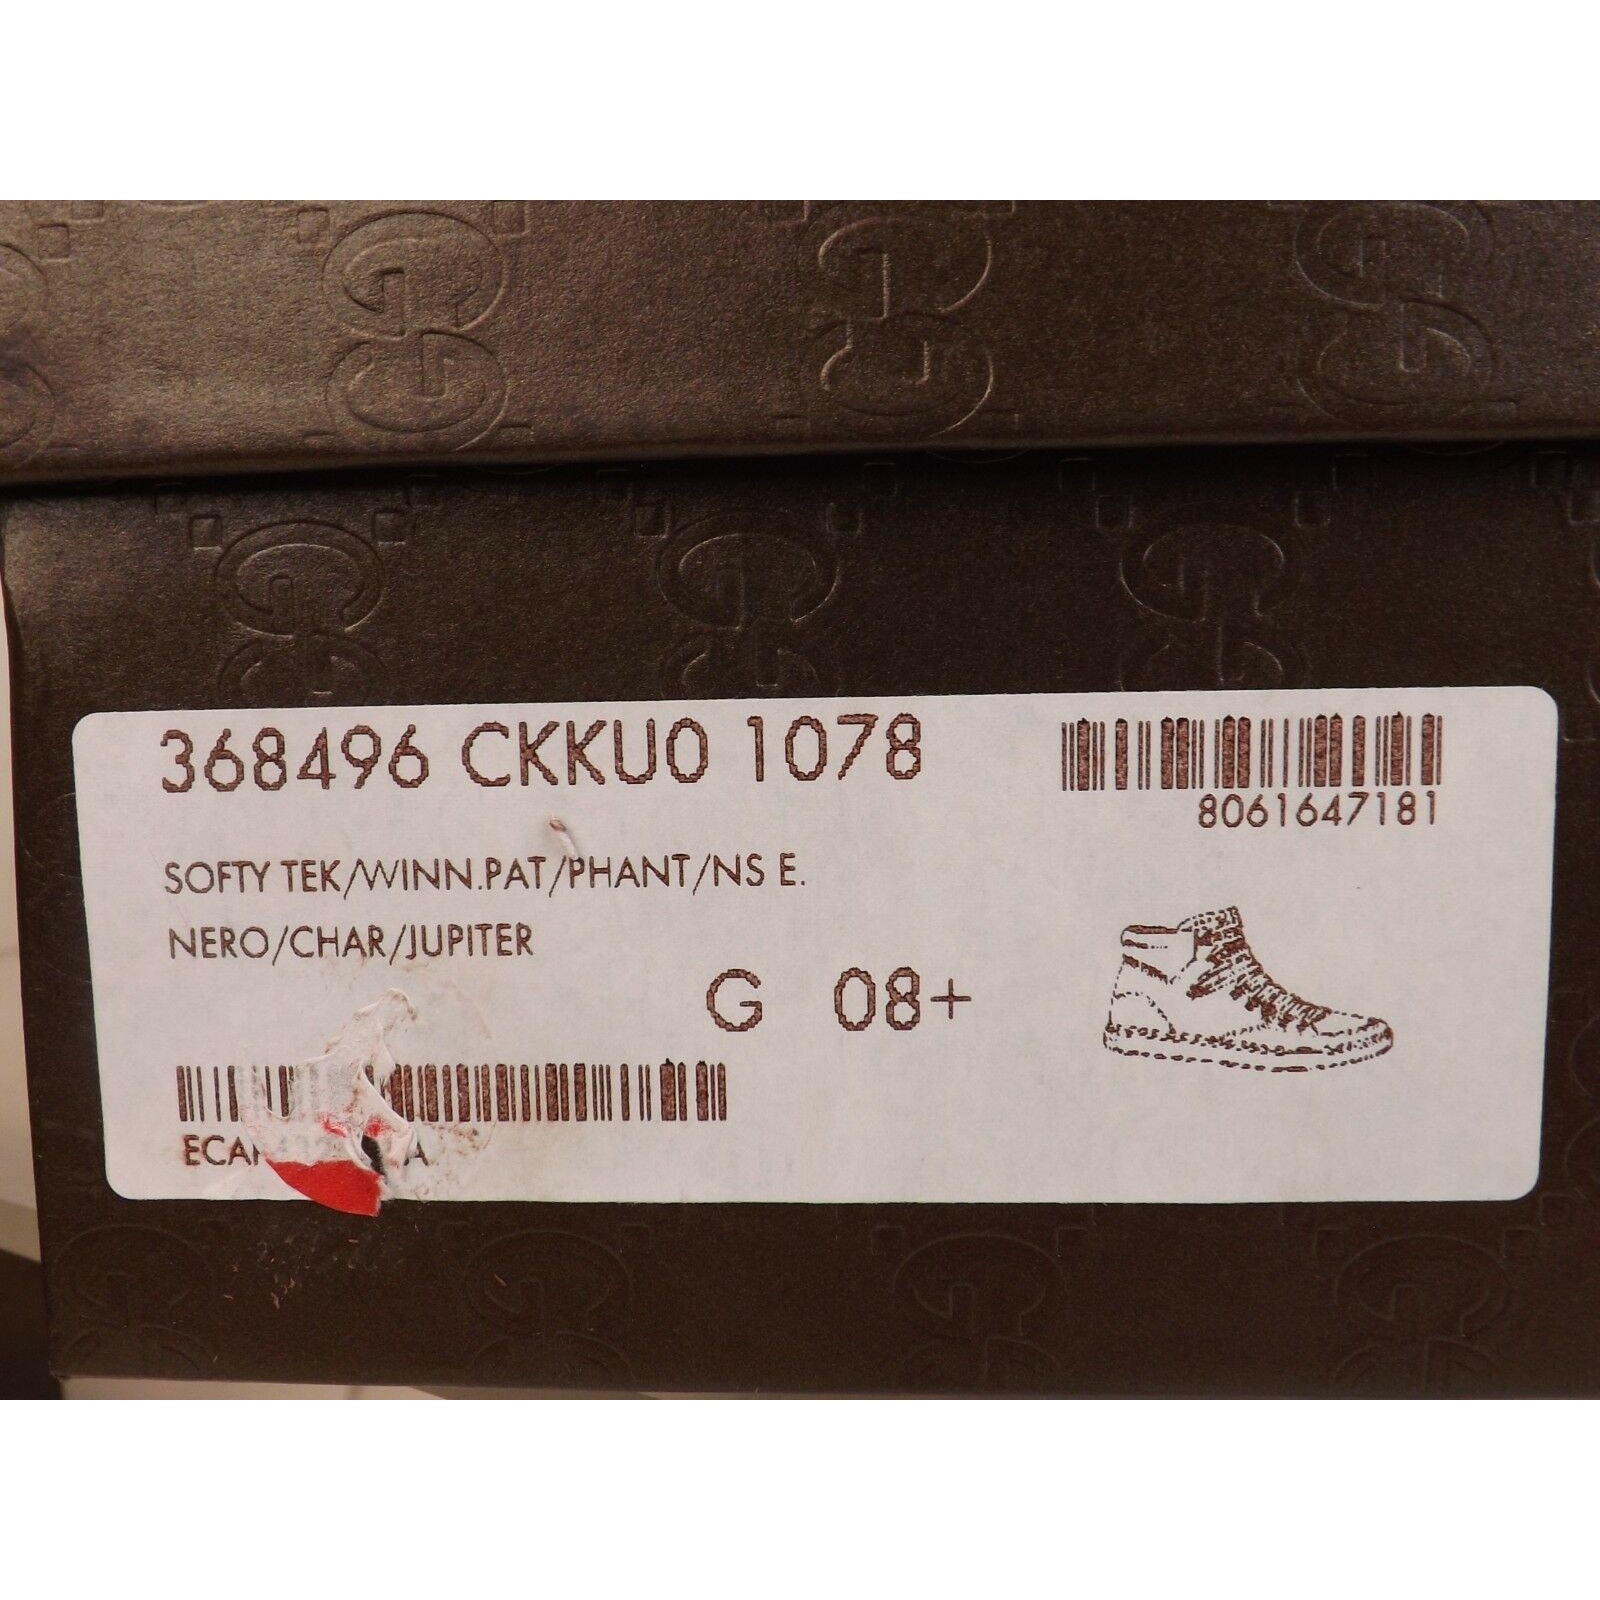 368496 CKKU0 1078
8061647181
SOFTY TEK/WINN.PAT/PHANT/NS E.
NERO/CHAR/JUPITER
G 08+